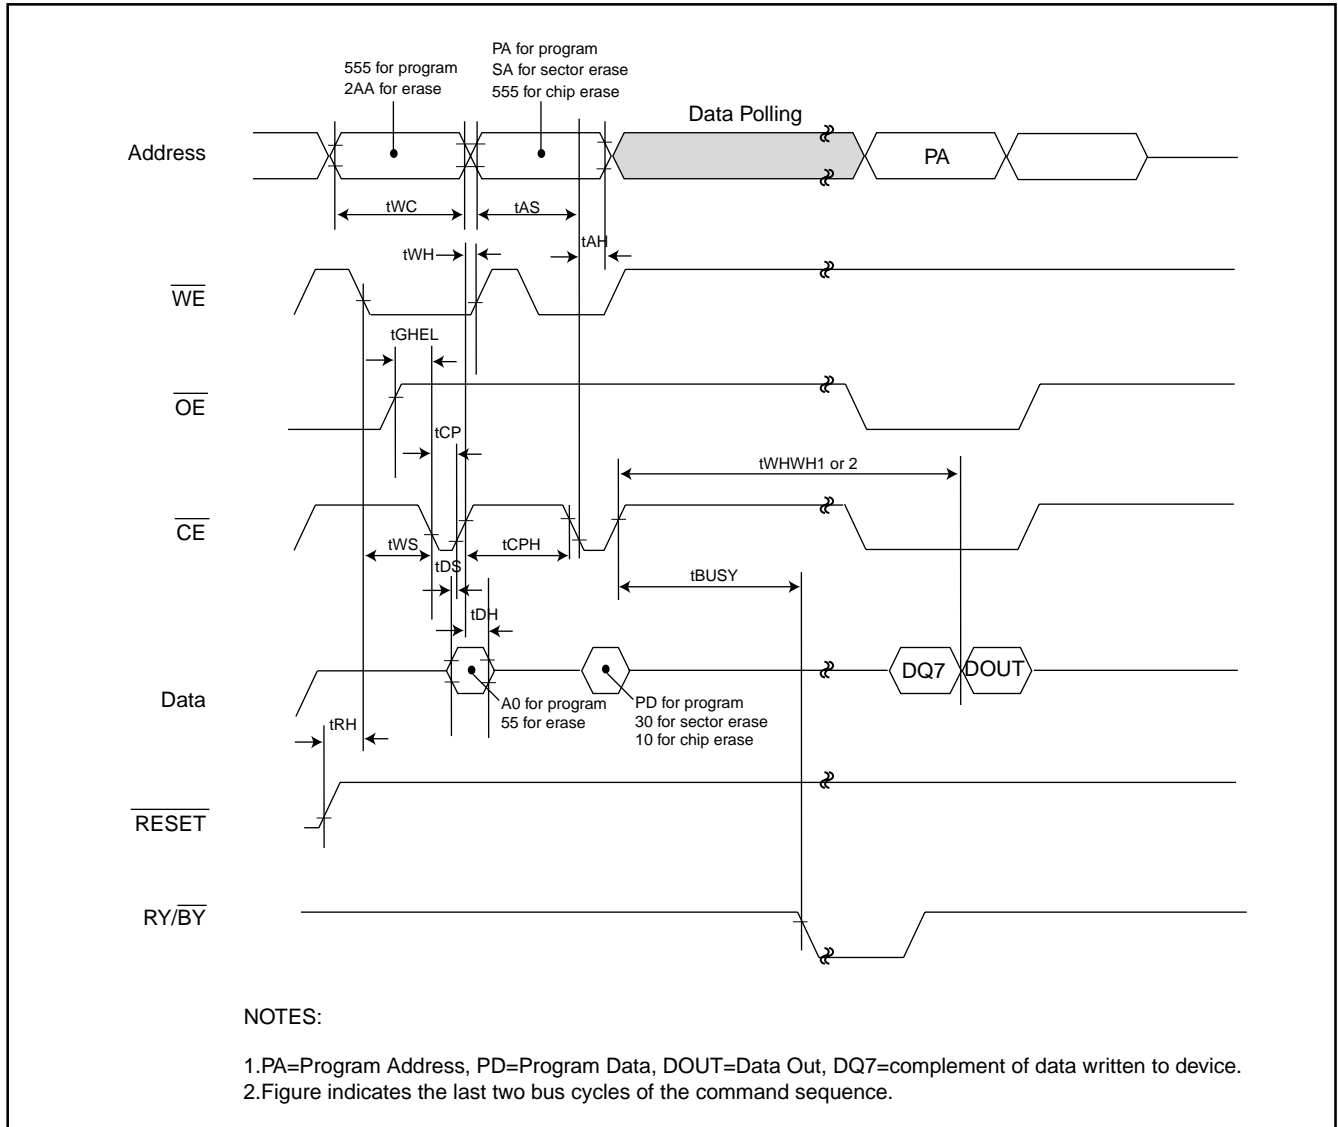 555 for program
2AA for erase
PA for program
SA for sector erase
555 for chip erase
Data Polling
Address
PA
tWC
tAS
tWH
tAH
WE
tGHEL
OE
tCP
tWHWH1 or 2
CE
tWS
tCPH
tDS
tBUSY
tDH
Data
DQ7
DOUT
A0 for program
55 for erase
PD for program
30 for sector erase
10 for chip erase
tRH
RESET
RY/BY
NOTES:
1.PA=Program Address, PD=Program Data, DOUT=Data Out, DQ7=complement of data written to device.
2.Figure indicates the last two bus cycles of the command sequence.